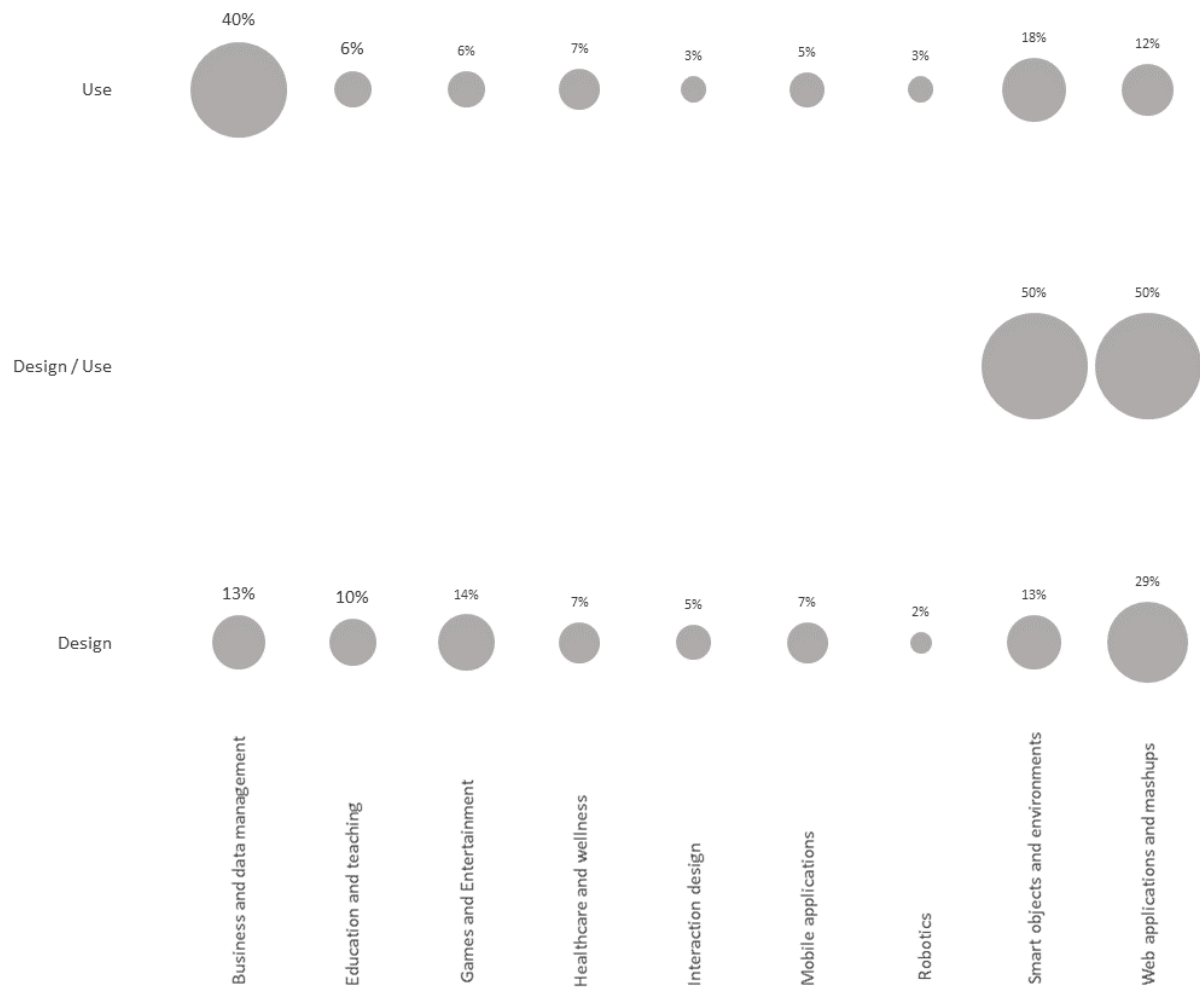 40%
6%
6%
7%
3%
5%
3%
18%
12%
Use
50%
50%
Design / Use
13%
10%
14%
7%
5%
7%
2%
13%
29%
Design
Business and data management
Education and teaching
Games and Entertainment
Healthcare and wellness
Interaction design
Mobile applications
Robotics
Smart objects and environments
Web applications and mashups